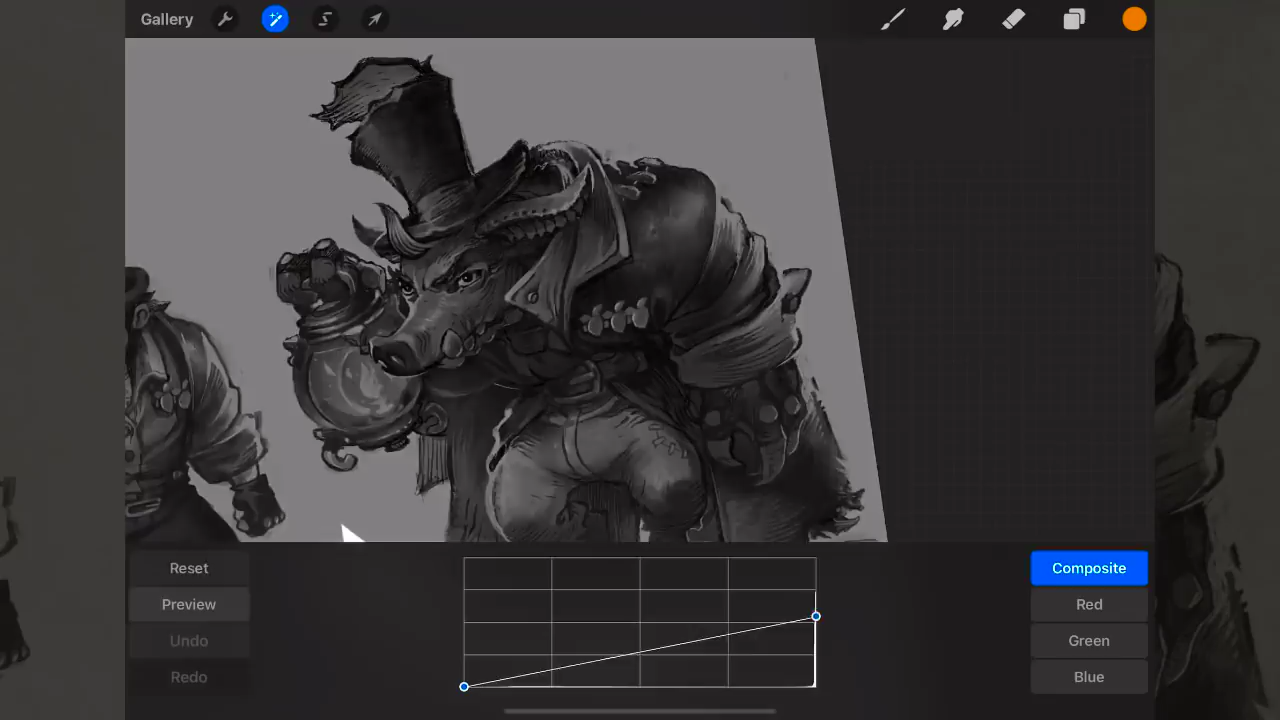 Gallery
Reset
Preview
Undo
Redo
Composite
Red
Green
Blue